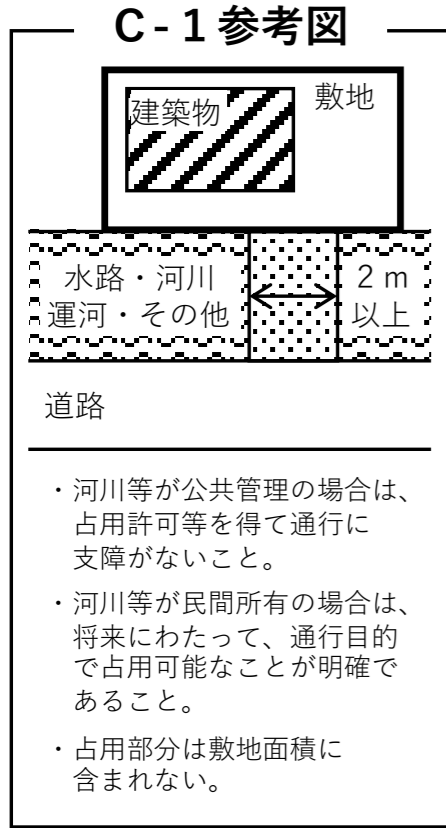 C-1参考図
建築物
敷地
水路・河川
運河・その他
2m
以上
道路
・河川等が公共管理の場合は、
占用許可等を得て通行に
支障がないこと。
・河川等が民間所有の場合は、
将来にわたって、通行目的
で占用可能なことが明確で
あること。
・占用部分は敷地面積に
含まれない。